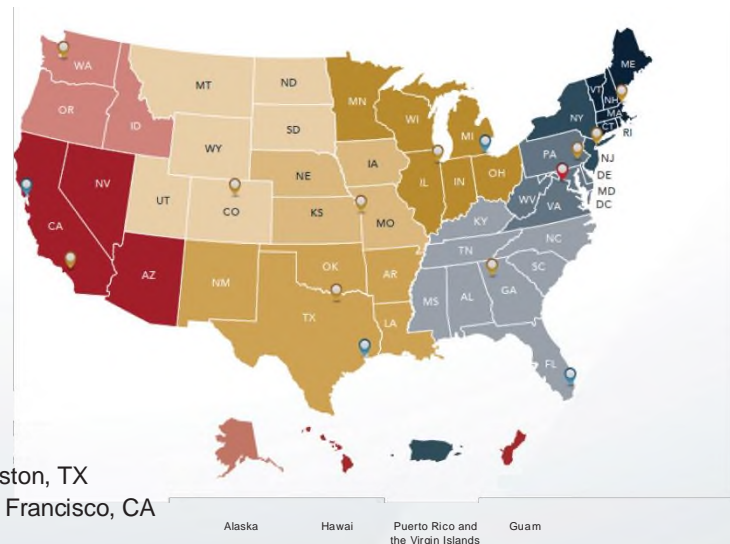 ME
WA
MT
ND
VT
NH
MN
OR
ID
SD
WI
MI
NY
MA
CT
RI
WY
IA
PA
NJ
NE
NV
UT
CO
IL
IN
OH
DE
MD
DC
WV
VA
KS
MO
KY
CA
NC
TN
OK
AR
SC
AZ
NM
MS
AL
GA
TX
LA
FL
ston, TX
Francisco, CA
Alaska
Hawai
Puerto Rico and
the Virgin Islands
Guam